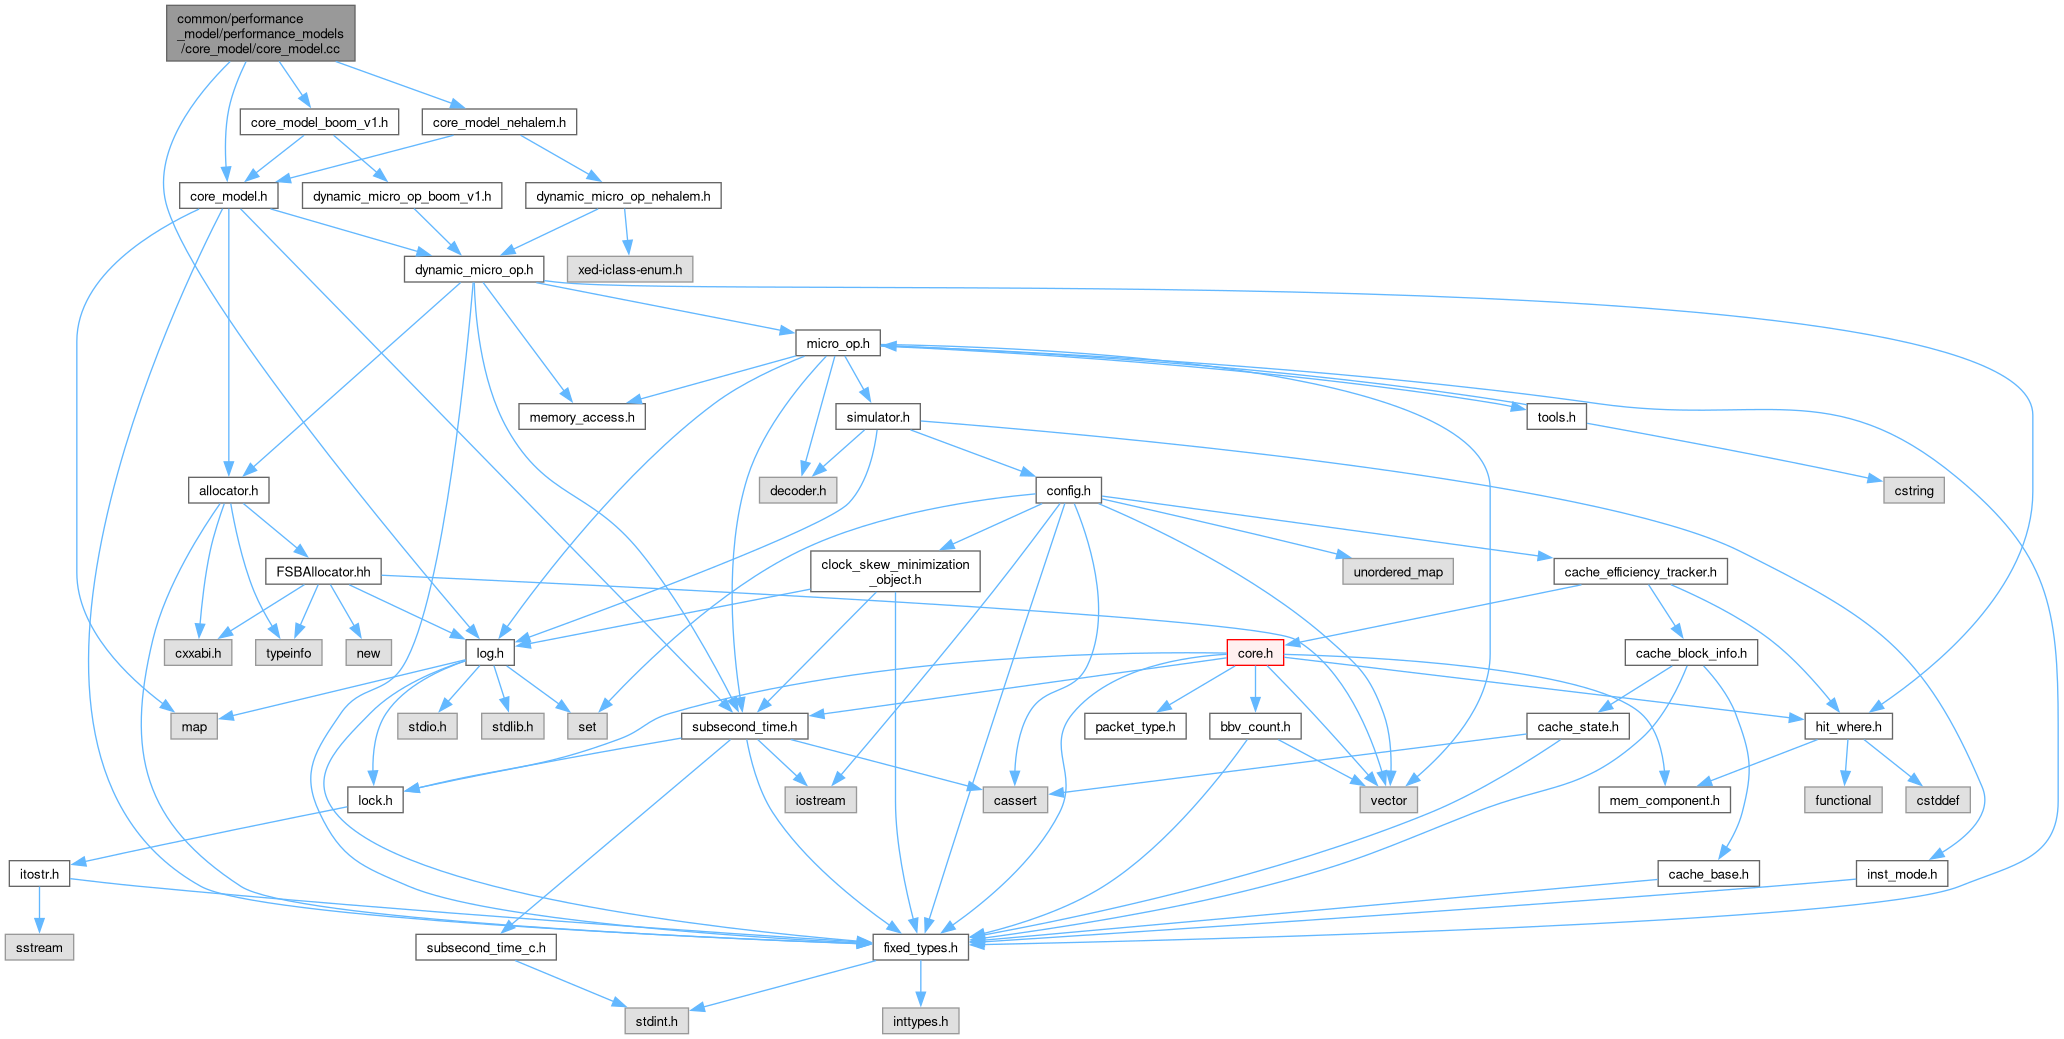 common/performance
_model/performance_models
/core_model/core_model.cc
core_model_boom_v1.h
core_model_nehalem.h
core_model.h
dynamic_micro_op_boom_v1.h
dynamic_micro_op_nehalem.h
dynamic_micro_op.h
xed-iclass-enum.h
micro_op.h
memory_access.h
simulator.h
tools.h
allocator.h
decoder.h
config.h
cstring
FSBAllocator.hh
clock_skew_minimization
_object.h
unordered_map
cache_efficiency_tracker.h
cxxabi.h
typeinfo
new
log.h
core.h
cache_block_info.h
map
stdio.h
stdlib.h
set
subsecond_time.h
packet_type.h
bbv_count.h
cache_state.h
hit_where.h
lock.h
iostream
cassert
vector
mem_component.h
functional
cstddef
itostr.h
cache_base.h
inst_mode.h
sstream
subsecond_time_c.h
fixed_types.h
stdint.h
inttypes.h